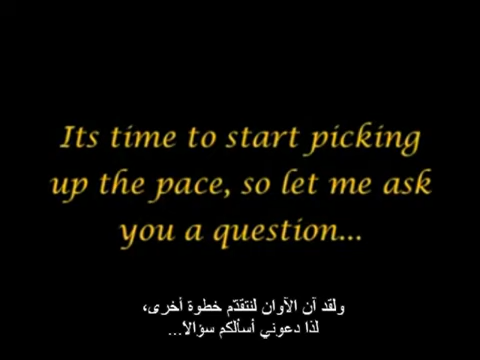 Its time to start picking
up the pace, so let me ask
you a question...
ولقد آن الآوان لنتقدّم خطوة أخرى،
لذا دعوني أسألكم سؤالاً...